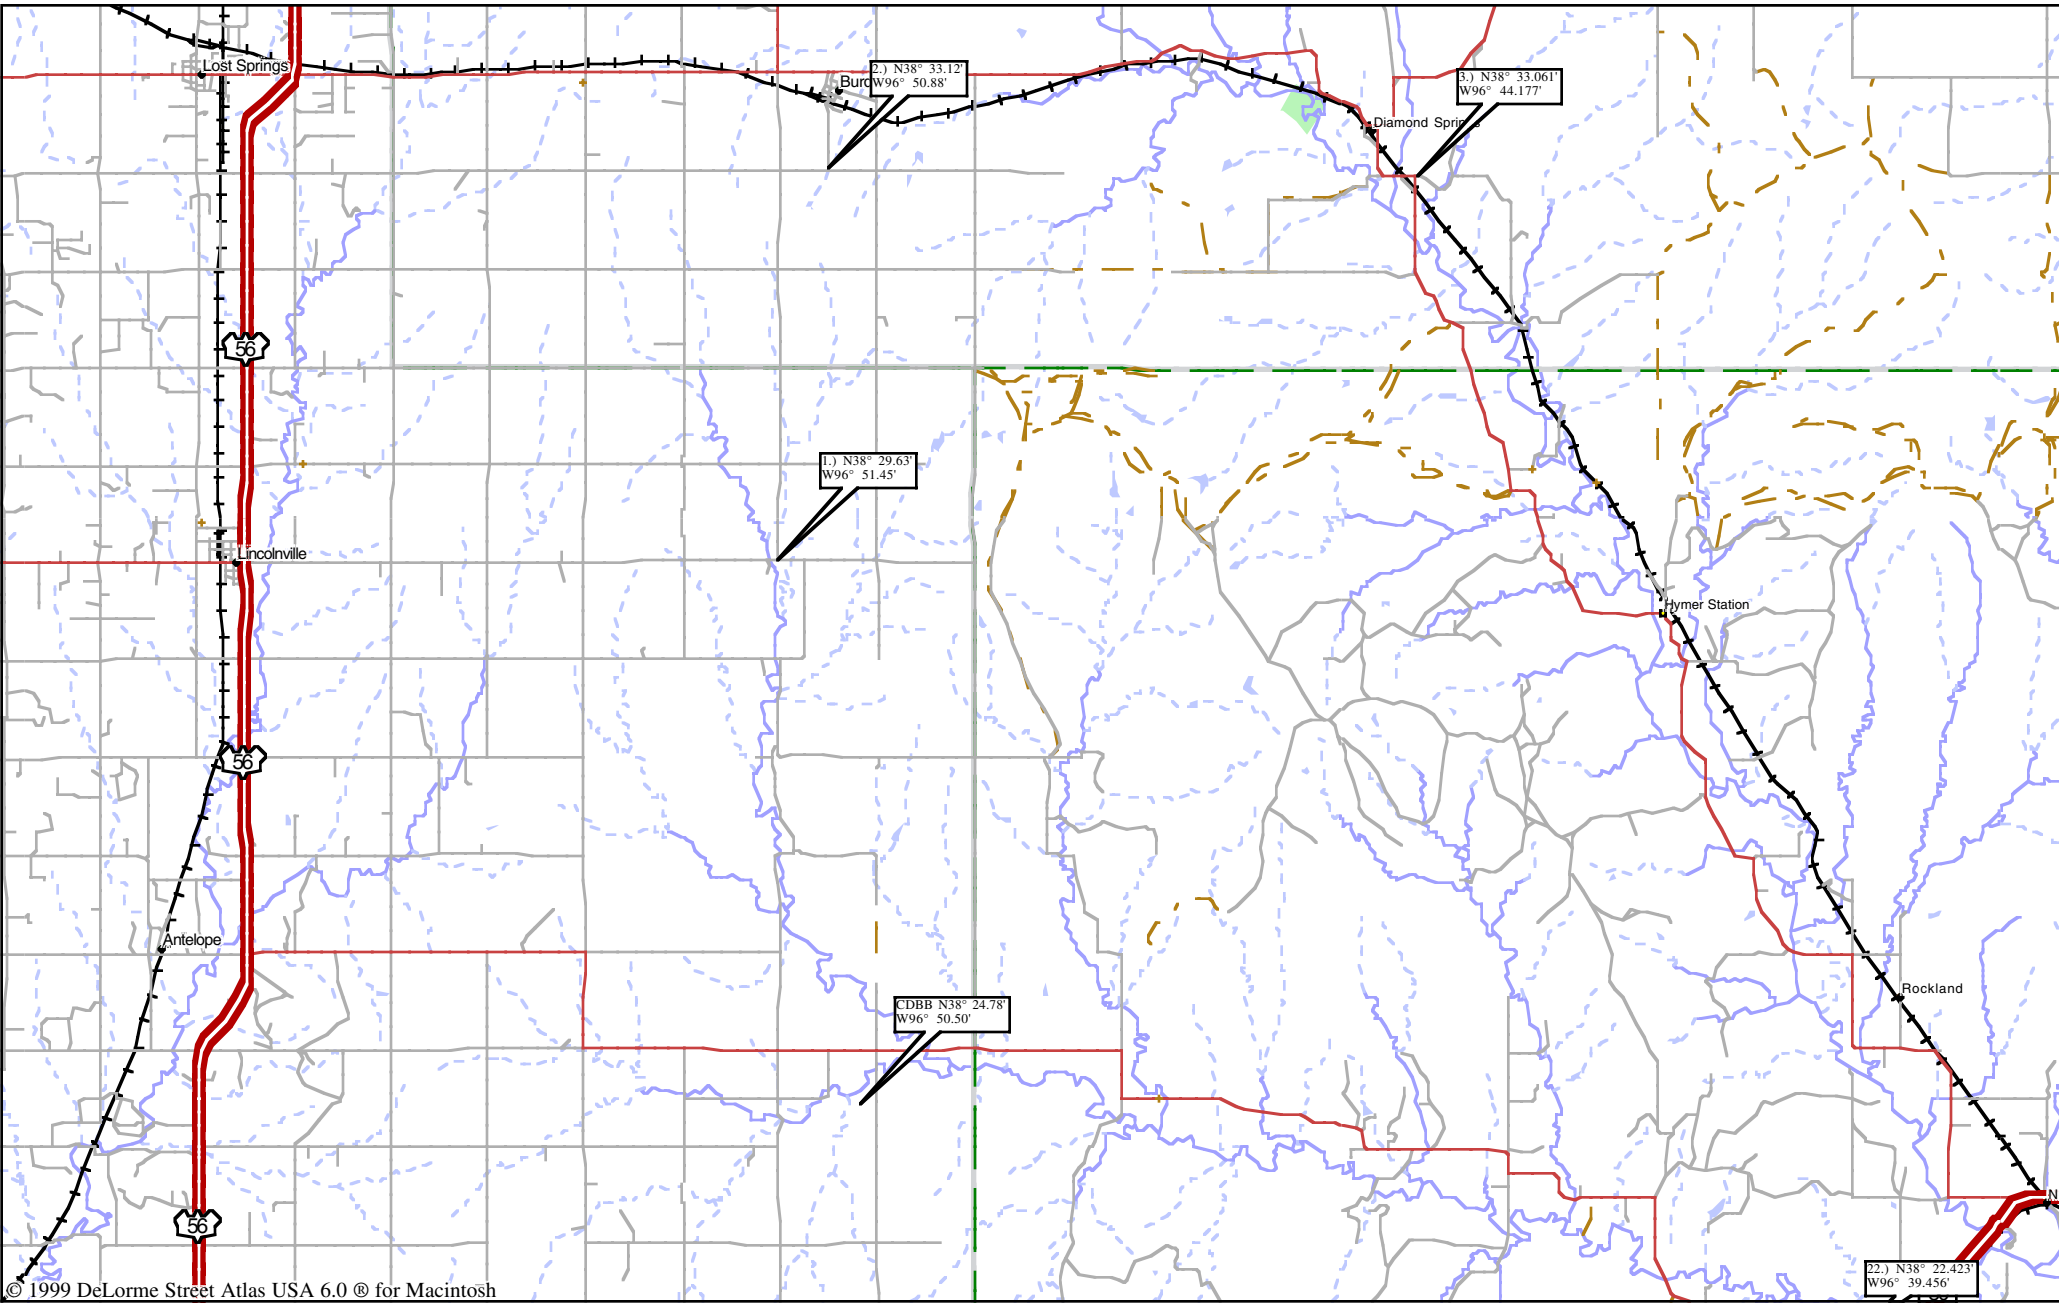 Lost Springs
Burd
2.) N38° 33.12'
W96° 50.88'
3.) N38° 33.061'
W96° 44.177'
Diamond Springs
56
1.) N38° 29.63'
W96° 51.45'
Lincolnville
Hymer Station
56
Antelope
Rockland
CDBB N38° 24.78'
W96° 50.50'
N
56
22.) N38° 22.423'
W96° 39.456'
© 1999 DeLorme Street Atlas USA 6.0 ® for Macintosh